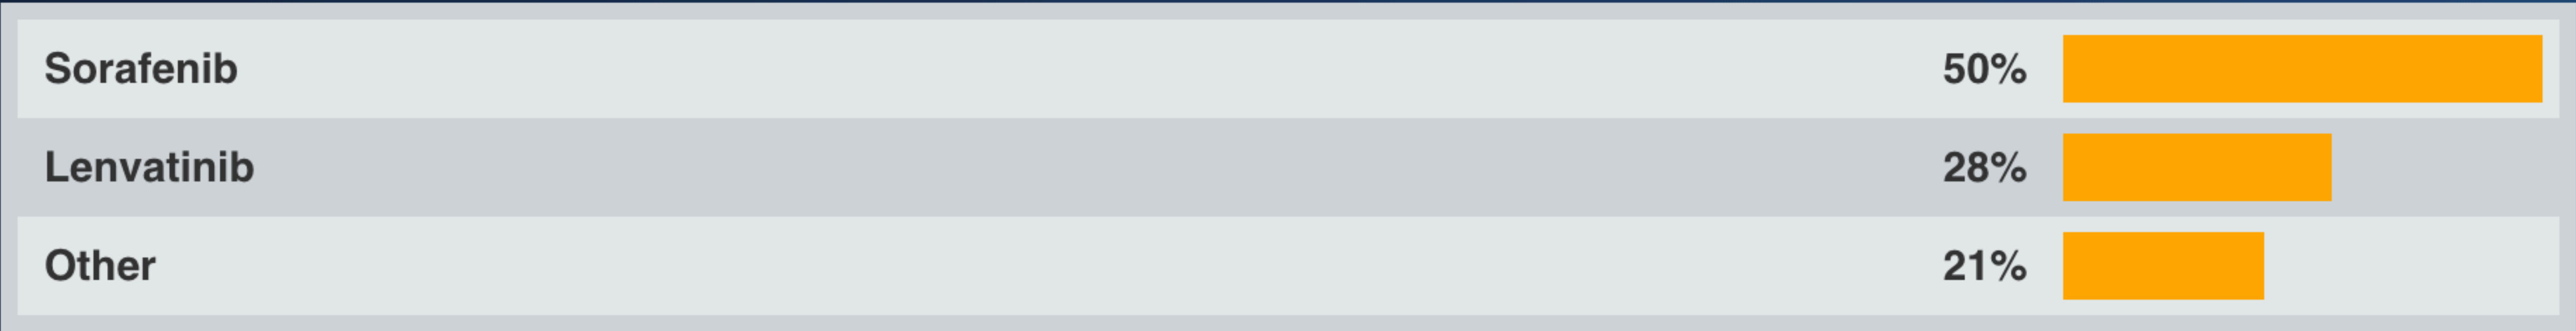 Sorafenib 50%
Lenvatinib 28%
Other 21%